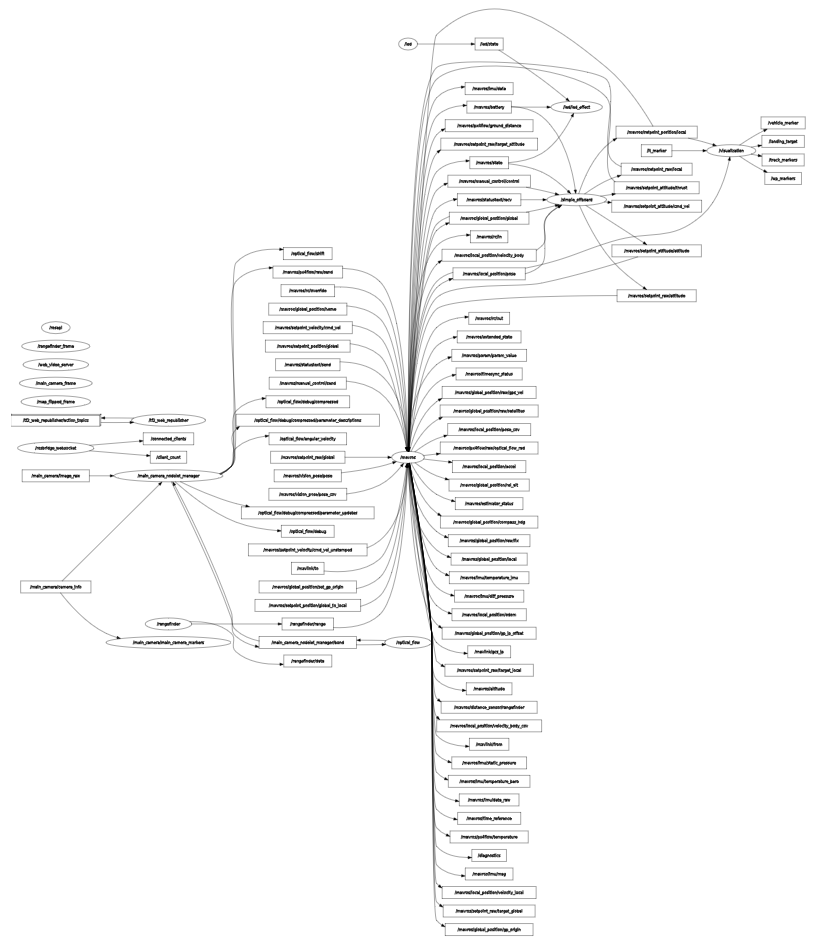 /led
/led/state
/mavros/imu/data
/mavros/battery
/led/led_effect
/mavros/px4flow/ground_distance
/mavros/setpoint_raw/target_attitude
/mavros/state
/mavros/manual_control/control
/mavros/statustext/recv
/mavros/global_position/global
/mavros/rc/in
/mavros/local_position/velocity_body
/mavros/local_position/pose
/simple_offboard
/mavros/setpoint_position/local
/mavros/setpoint_raw/local
/mavros/setpoint_attitude/thrust
/mavros/setpoint_attitude/cmd_vel
/mavros/setpoint_attitude/attitude
/mavros/setpoint_raw/attitude
/visualization
/vehicle_marker
/landing_target
/track_markers
/wp_markers
/optical_flow/shift
/mavros/px4flow/raw/send
/mavros/rc/override
/mavros/global_position/home
/mavros/setpoint_velocity/cmd_vel
/mavros/setpoint_position/global
/mavros/statustext/send
/mavros/manual_control/send
/optical_flow/debug/compressed
/optical_flow/debug/compressed/parameter_descriptions
/optical_flow/angular_velocity
/mavros/setpoint_raw/global
/mavros/vision_pose/pose
/mavros/vision_pose/pose_cov
/optical_flow/debug/compressed/parameter_updates
/optical_flow/debug
/mavros/setpoint_velocity/cmd_vel_unstamped
/mavlink/to
/mavros/global_position/set_gp_origin
/mavros/setpoint_position/global_to_local
/rangefinder/range
/main_camera_nodelet_manager/bond
/rangefinder/data
/optical_flow
/rosapi
/rangefinder_frame
/web_video_server
/main_camera_frame
/map_flipped_frame
/tf2_web_republisher/action_topics
/tf2_web_republisher
/rosbridge_websocket
/connected_clients
/client_count
/main_camera/image_raw
/main_camera_nodelet_manager
/main_camera/camera_info
/rangefinder
/main_camera/main_camera_markers
/mavros
/mavros/rc/out
/mavros/extended_state
/mavros/param/param_value
/mavros/timesync_status
/mavros/global_position/raw/gps_vel
/mavros/global_position/raw/satellites
/mavros/local_position/pose_cov
/mavros/px4flow/raw/optical_flow_rad
/mavros/local_position/accel
/mavros/global_position/rel_alt
/mavros/estimator_status
/mavros/global_position/compass_hdg
/mavros/global_position/raw/fix
/mavros/global_position/local
/mavros/imu/temperature_imu
/mavros/imu/diff_pressure
/mavros/local_position/odom
/mavros/global_position/gp_lp_offset
/mavlink/gcs_ip
/mavros/setpoint_raw/target_local
/mavros/altitude
/mavros/distance_sensor/rangefinder
/mavros/local_position/velocity_body_cov
/mavlink/from
/mavros/imu/static_pressure
/mavros/imu/temperature_baro
/mavros/imu/data_raw
/mavros/time_reference
/mavros/px4flow/temperature
/diagnostics
/mavros/imu/mag
/mavros/local_position/velocity_local
/mavros/setpoint_raw/target_global
/mavros/global_position/gp_origin